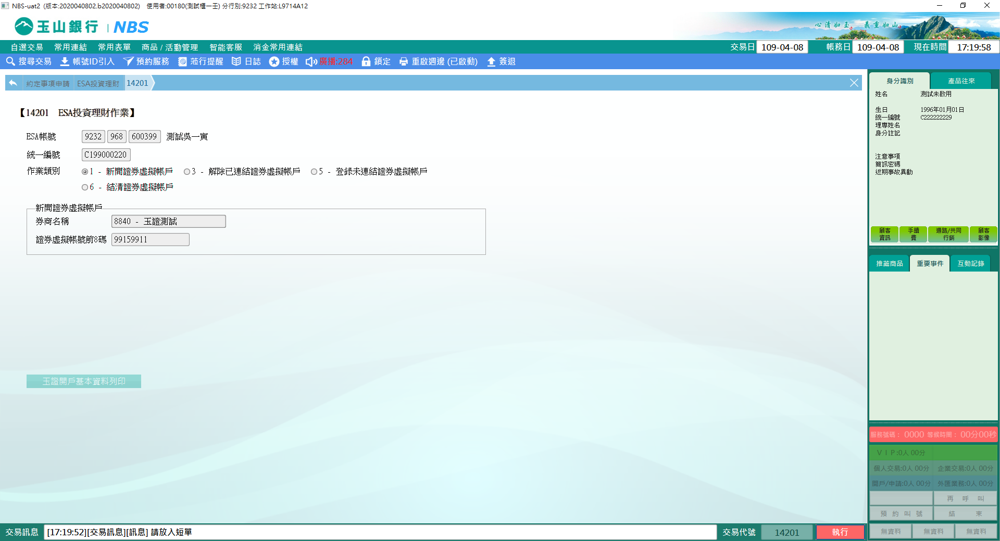 NBS-uat2 (版本:2020040802.b2020040802) 使用者:00180(測試櫃一王) 分行別:9232 工作站:L9714A12
玉山銀行 | NBS
心清如玉 義重如山
自選交易 常用連結 常用表單 商品 / 活動管理 智能客服 消金常用連結 交易日 109-04-08 帳務日 109-04-08 現在時間 17:19:58
搜尋交易 帳號ID引入 預約服務 蒞行提醒 日誌 授權 廣播:284 鎖定 重啟週邊 (已啟動) 簽退
約定事項申請 ESA投資理財 14201
【14201 ESA投資理財作業】
ESA帳號 9232 968 600399 測試吳一寅
統一編號 C199000220
作業類別 1 - 新開證券虛擬帳戶 3 - 解除已連結證券虛擬帳戶 5 - 登錄未連結證券虛擬帳戶
6 - 結清證券虛擬帳戶
新開證券虛擬帳戶
券商名稱 8840 - 玉證測試
證券虛擬帳號前8碼 99159911
玉證開戶基本資料列印
身分識別 產品往來
姓名 測試未啟用
生日 1996年01月01日
統一編號 C222222229
理專姓名
身分註記
注意事項
簡訊密碼
近期事故異動
顧客資訊 手續費 通路/共同行銷 顧客影像
推薦商品 重要事件 互動記錄
服務號碼： 0000 等候時間： 00分00秒
ＶＩＰ:0人 00分
個人交易:0人 00分 企業交易:0人 00分
開戶/申請:0人 00分 外匯業務:0人 00分
再 呼 叫
預 約 叫 號 結 束
無資料 無資料 無資料
交易訊息 [17:19:52][交易訊息][訊息] 請放入短單 交易代號 14201 執行